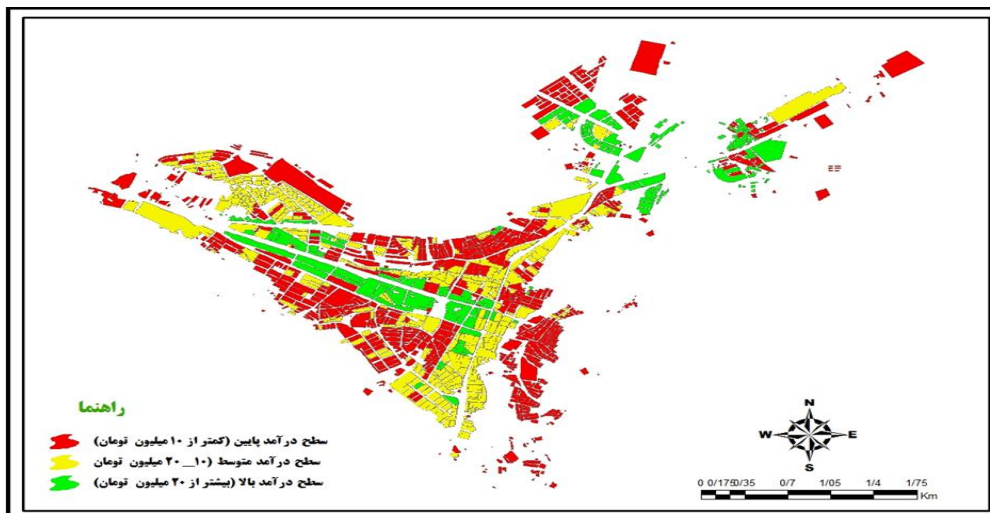 راهنما
سطح درآمد پایین (کمتر از ۱۰ میلیون تومان)
سطح درآمد متوسط (۱۰__۲۰ میلیون تومان
سطح درآمد بالا (بیشتر از ۲۰ میلیون تومان)
N
W E
S
0 0/175 0/35 0/7 1/05 1/4 1/75
Km